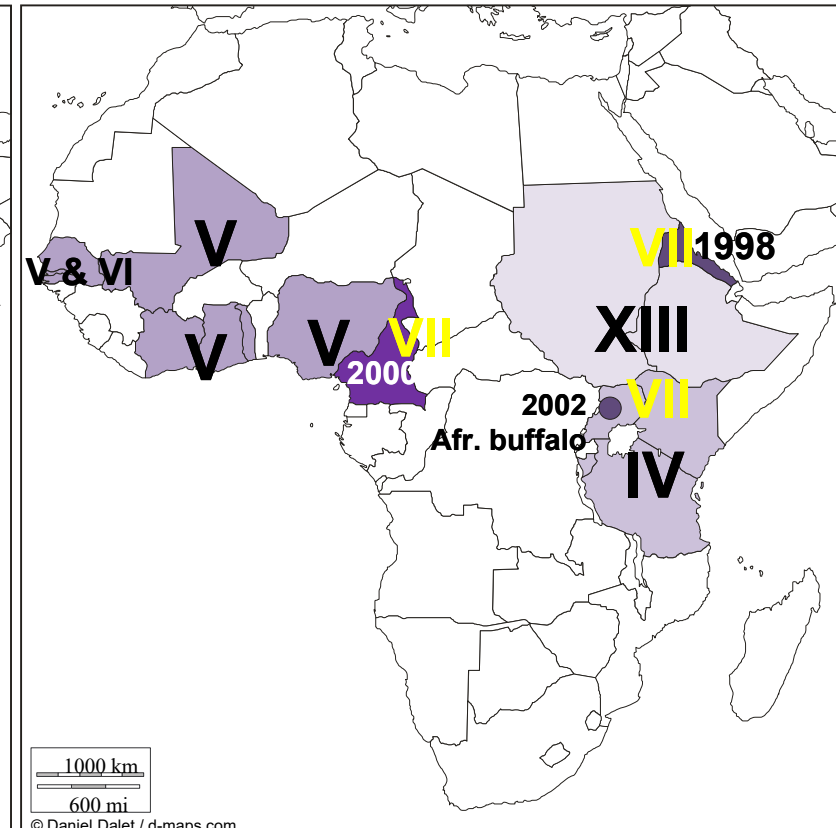 V
V & VI
VII 1998
XIII
V
V
VII
2000
VII
2002
Afr. buffalo
IV
1000 km
600 mi
© Daniel Dalet / d-maps.com